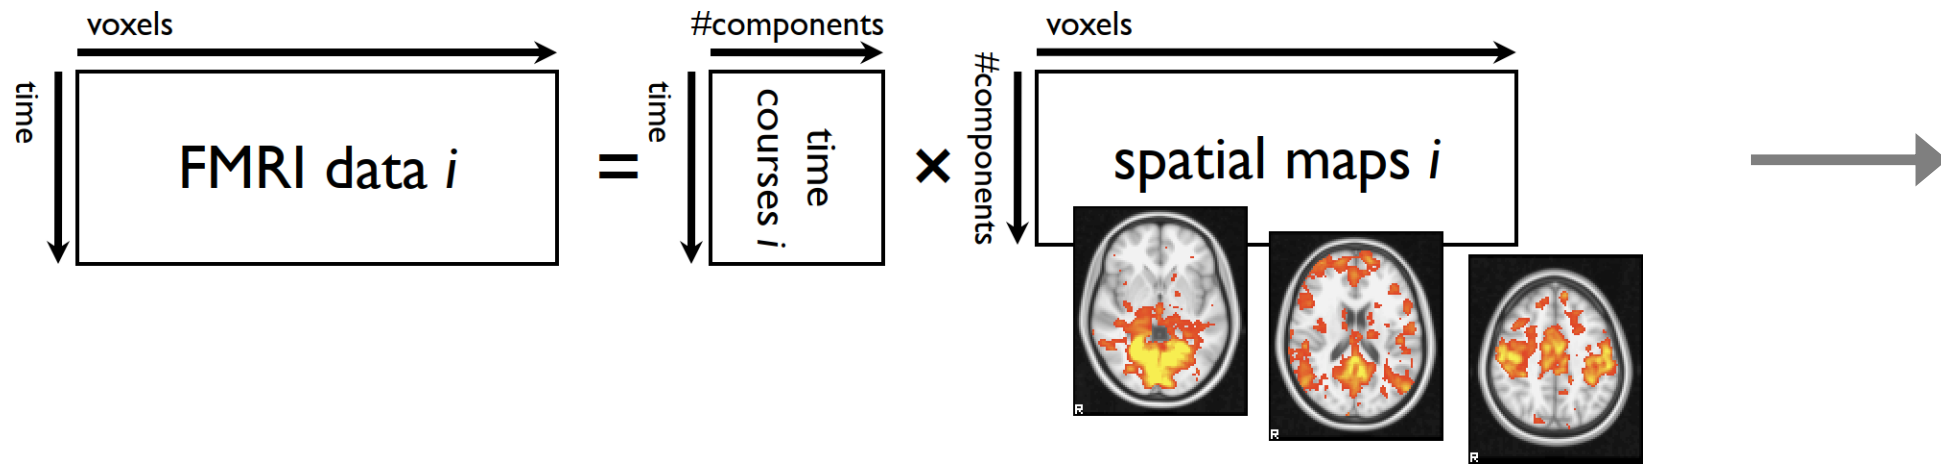 voxels
time
FMRI data i
=
#components
time
time
courses i
×
voxels
#components
spatial maps i
R
R
R